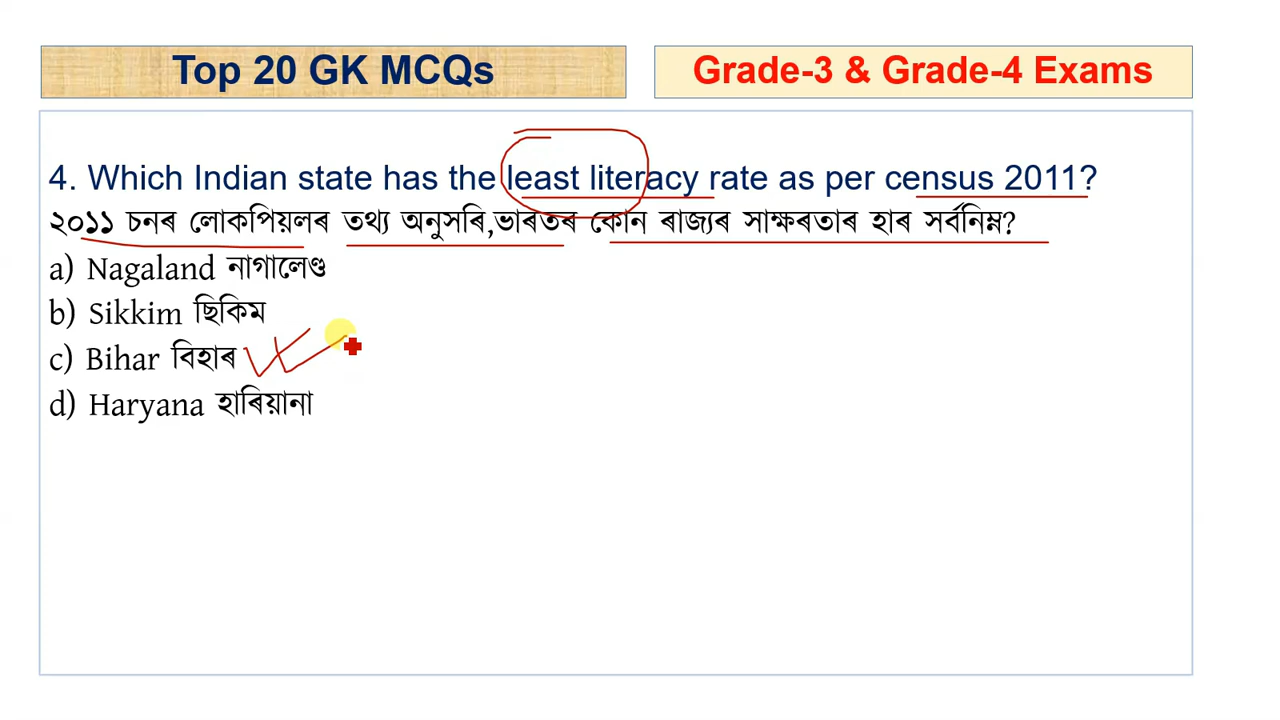 Top 20 GK MCQs
Grade-3 & Grade-4 Exams
4. Which Indian state has the least literacy rate as per census 2011?
২০১১ চনৰ লোকপিয়লৰ তথ্য অনুসৰি,ভাৰতৰ কোন ৰাজ্যৰ সাক্ষৰতাৰ হাৰ সৰ্বনিম্ন?
a) Nagaland নাগালেণ্ড
b) Sikkim ছিকিম
c) Bihar বিহাৰ
d) Haryana হাৰিয়ানা